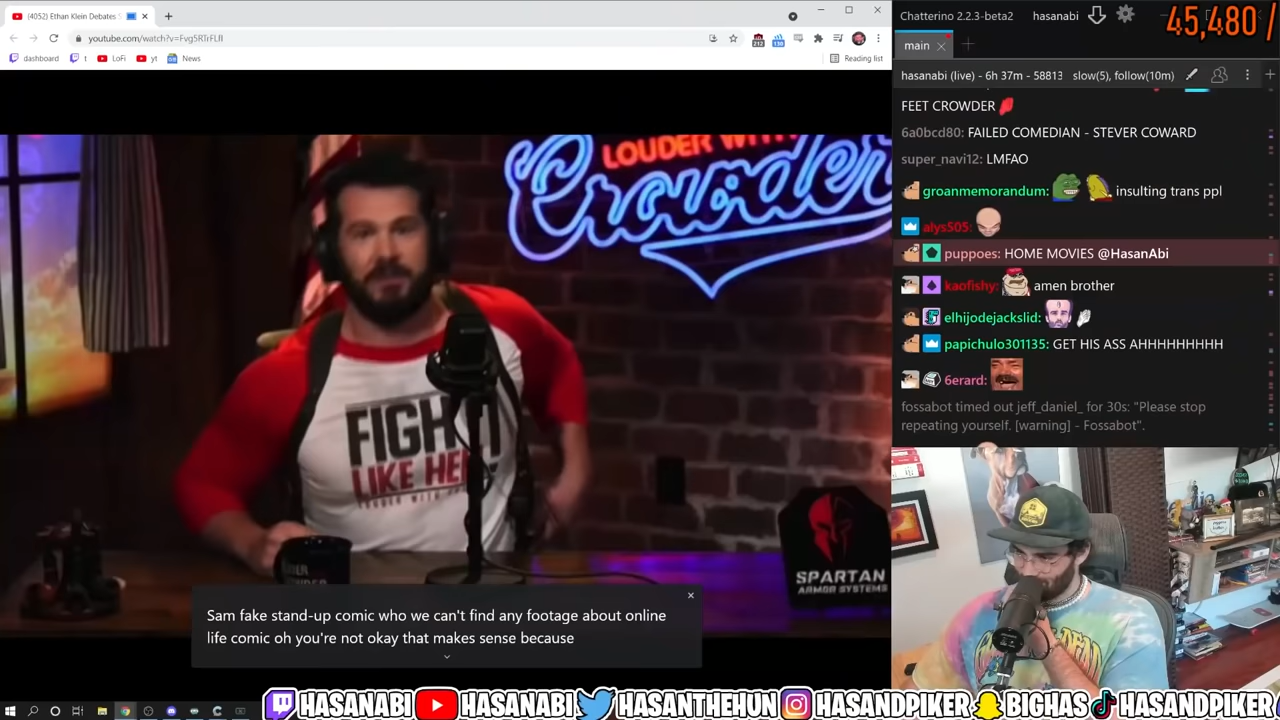 (4052) Ethan Klein Debates S
youtube.com/watch?v=Fvg5RTrFLII
dashboard
t
LoFi
yt
News
Reading list
LOUDER WITH
Crowder
FIGHT
LIKE HE
SPARTAN
ARMOR SYSTEMS
Sam fake stand-up comic who we can't find any footage about online
life comic oh you're not okay that makes sense because
Chatterino 2.2.3-beta2
hasanabi
45,480 /
main
hasanabi (live) - 6h 37m - 58813
slow(5), follow(10m)
FEET CROWDER
6a0bcd80: FAILED COMEDIAN - STEVER COWARD
super_navi12: LMFAO
groanmemorandum: insulting trans ppl
alys505:
puppoes: HOME MOVIES @HasanAbi
kaofishy: amen brother
elhijodejackslid:
papichulo301135: GET HIS ASS AHHHHHHHHH
6erard:
fossabot timed out jeff_daniel_ for 30s: "Please stop
repeating yourself. [warning] - Fossabot".
HASANABI
HASANABI
HASANTHEHUN
HASANDPIKER
BIGHAS
HASANDPIKER